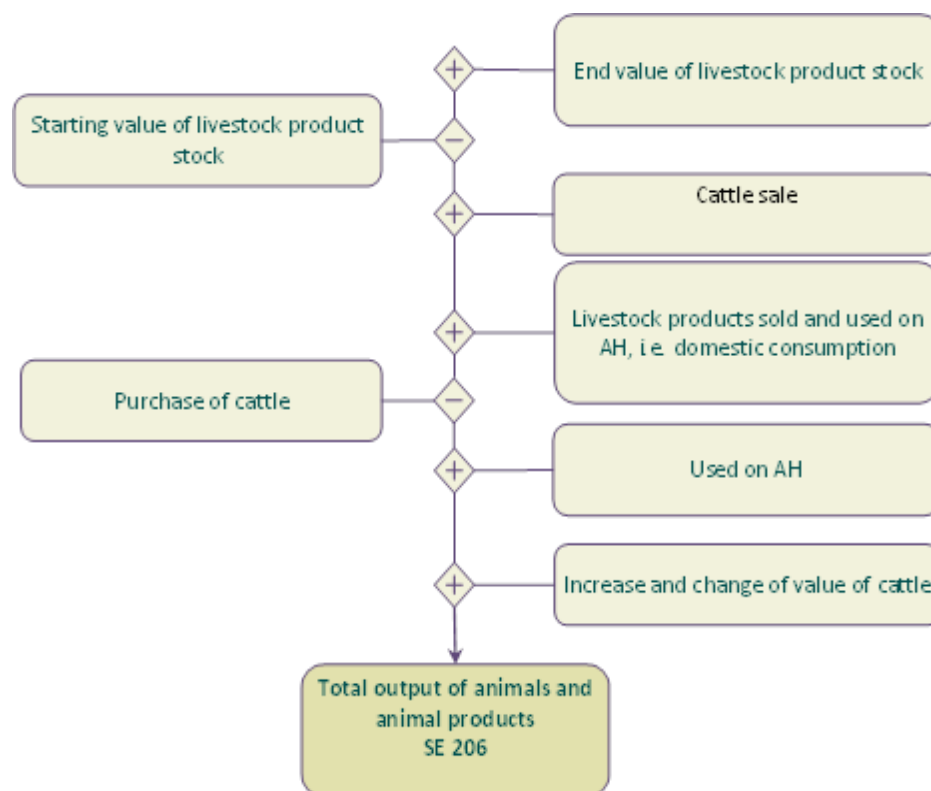 End value of livestock product stock
Starting value of livestock product
stock
Cattle sale
Livestock products sold and used on
AH, i.e. domestic consumption
Purchase of cattle
Used on AH
Increase and change of value of cattle
Total output of animals and
animal products
SE 206